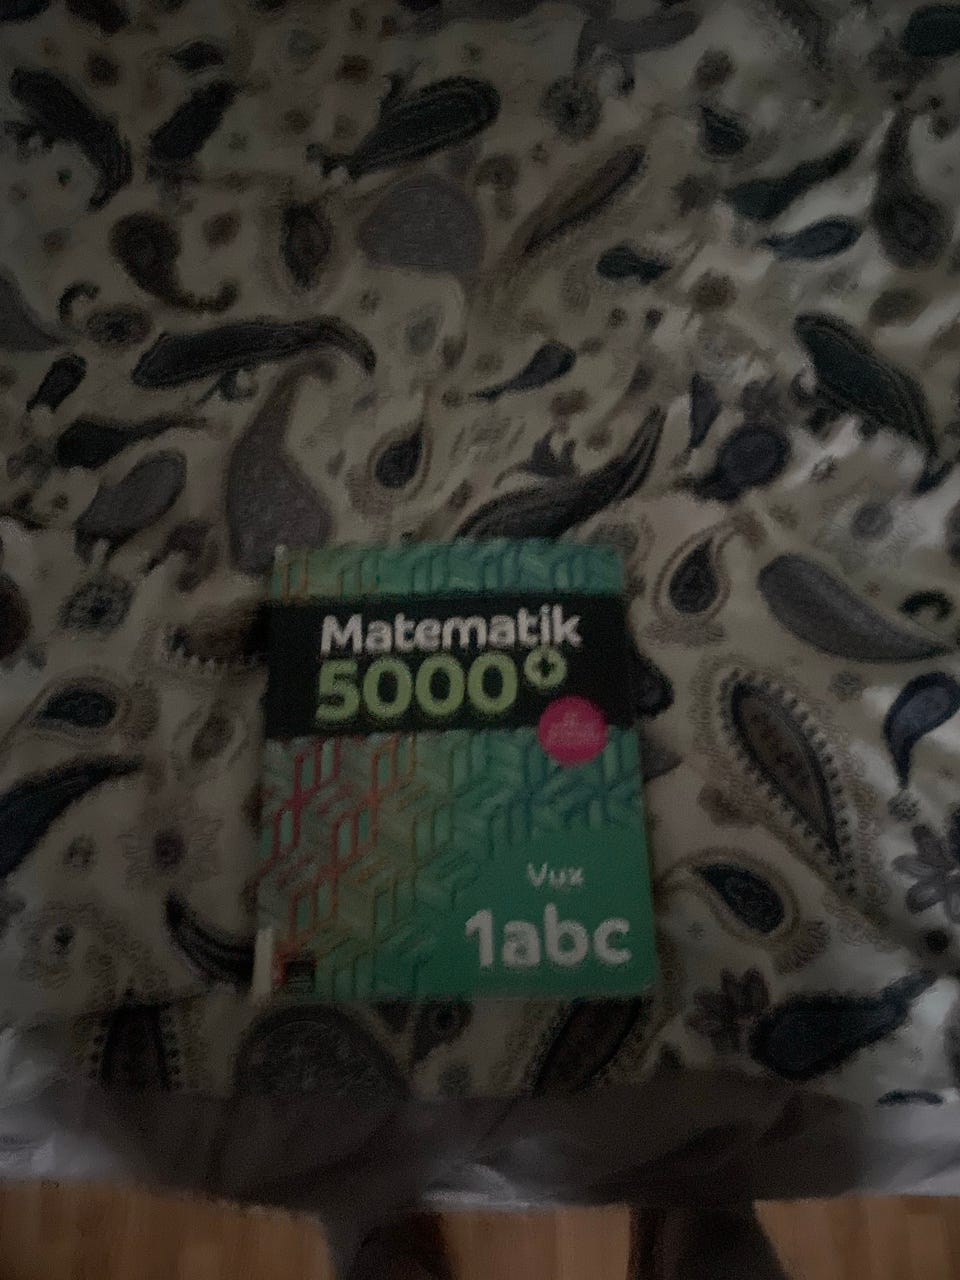 Matematik
5000+
Vux
1abc